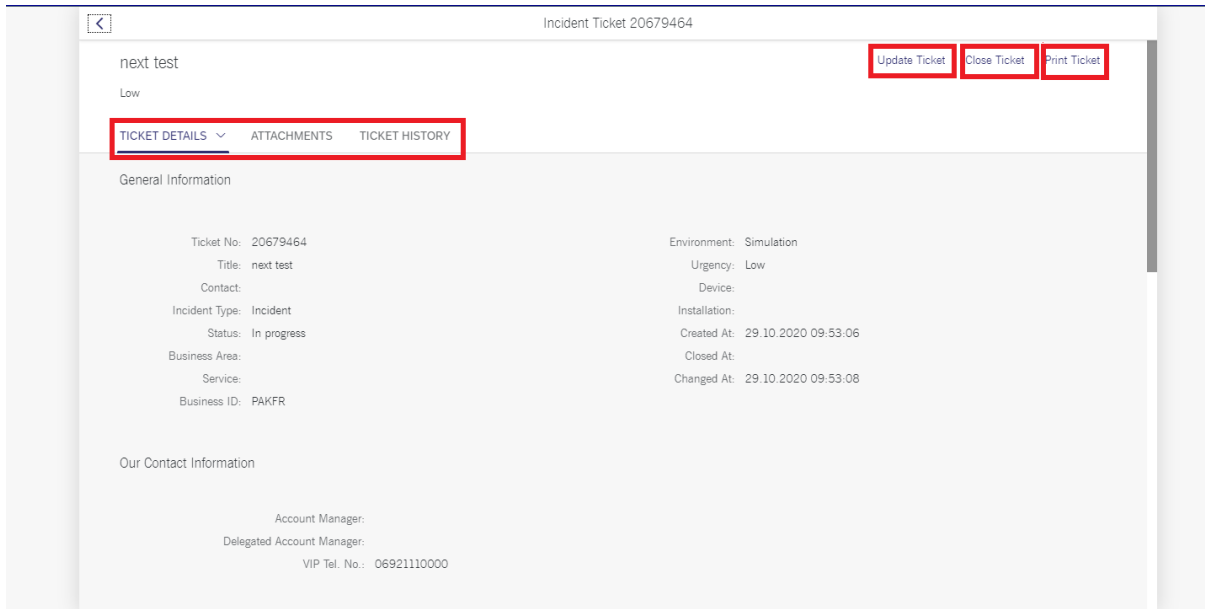 Incident Ticket 20679464
next test
Update Ticket Close Ticket Print Ticket
Low
TICKET DETAILS ATTACHMENTS TICKET HISTORY
General Information
Ticket No: 20679464
Title: next test
Contact:
Incident Type: Incident
Status: In progress
Business Area:
Service:
Business ID: PAKFR
Environment: Simulation
Urgency: Low
Device:
Installation:
Created At: 29.10.2020 09:53:06
Closed At:
Changed At: 29.10.2020 09:53:08
Our Contact Information
Account Manager:
Delegated Account Manager:
VIP Tel. No.: 06921110000